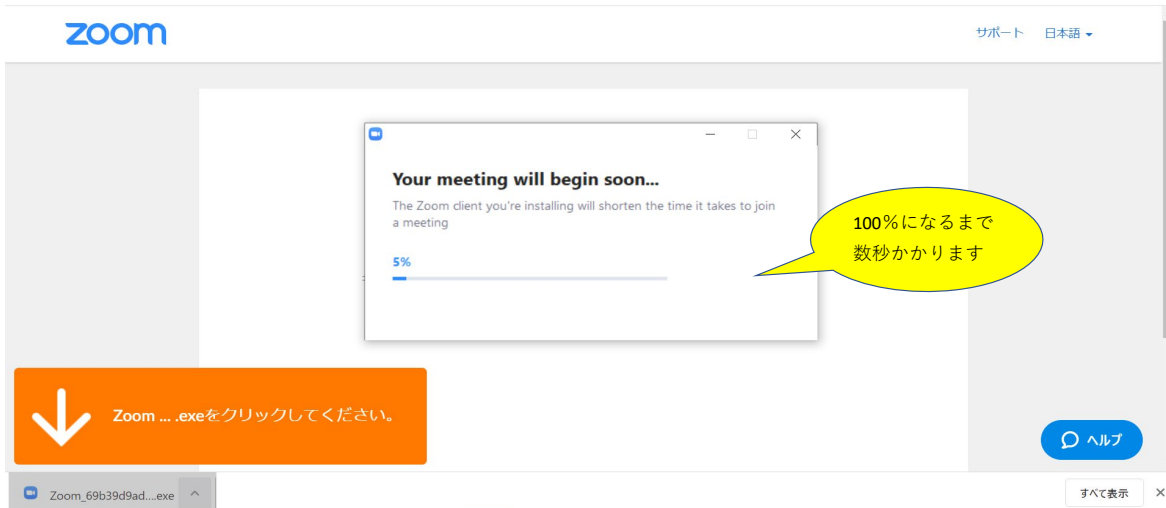 zoom
サポート 日本語
Your meeting will begin soon...
The Zoom client you're installing will shorten the time it takes to join
a meeting
5%
100%になるまで
数秒かかります
Zoom ... .exeをクリックしてください。
ヘルプ
Zoom_69b39d9ad....exe
すべて表示